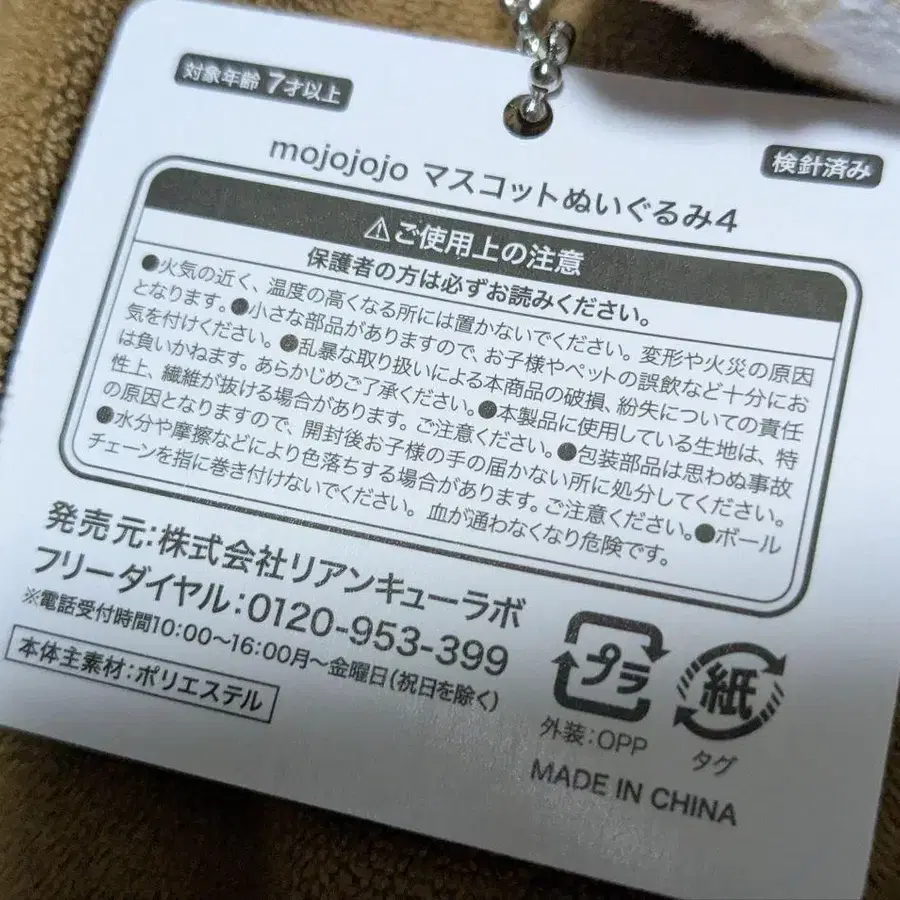 対象年齢 7才以上
検針済み
mojojojo マスコットぬいぐるみ4
⚠ご使用上の注意
保護者の方は必ずお読みください。
●火気の近く、温度の高くなる所には置かないでください。変形や火災の原因
となります。●小さな部品がありますので、お子様やペットの誤飲など十分にお
気を付けください。●乱暴な取り扱いによる本商品の破損、紛失についての責任
は負いかねます。あらかじめご了承ください。●本製品に使用している生地は、特
性上、繊維が抜ける場合があります。ご注意ください。●包装部品は思わぬ事故
の原因となりますので、開封後お子様の手の届かない所に処分してください。
●水分や摩擦などにより色落ちする場合があります。ご注意ください。●ボール
チェーンを指に巻き付けないでください。血が通わなくなり危険です。
発売元:株式会社リアンキューラボ
フリーダイヤル:0120-953-399
※電話受付時間10:00〜16:00月〜金曜日(祝日を除く)
本体主素材:ポリエステル
プラ
外装:OPP
紙
タグ
MADE IN CHINA